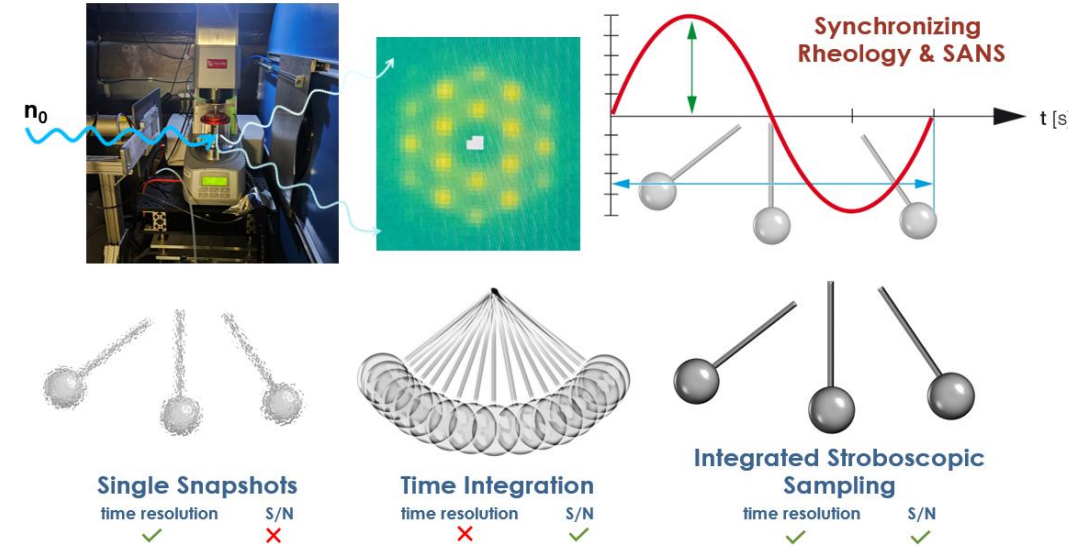 Synchronizing
Rheology & SANS
n0
t [s]
Single Snapshots
time resolution
S/N
Time Integration
time resolution
S/N
Integrated Stroboscopic
Sampling
time resolution
S/N